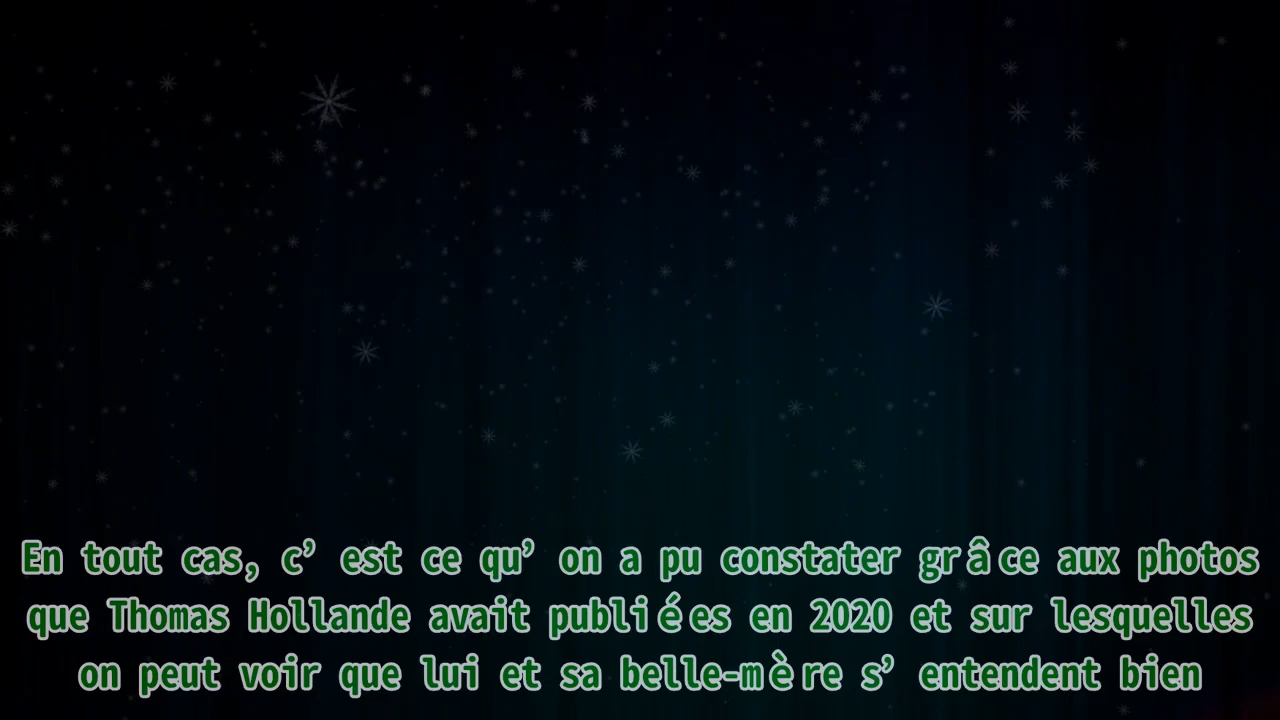 En tout cas, c’ est ce qu’ on a pu constater grâce aux photos
que Thomas Hollande avait publiées en 2020 et sur lesquelles
on peut voir que lui et sa belle-mère s’ entendent bien